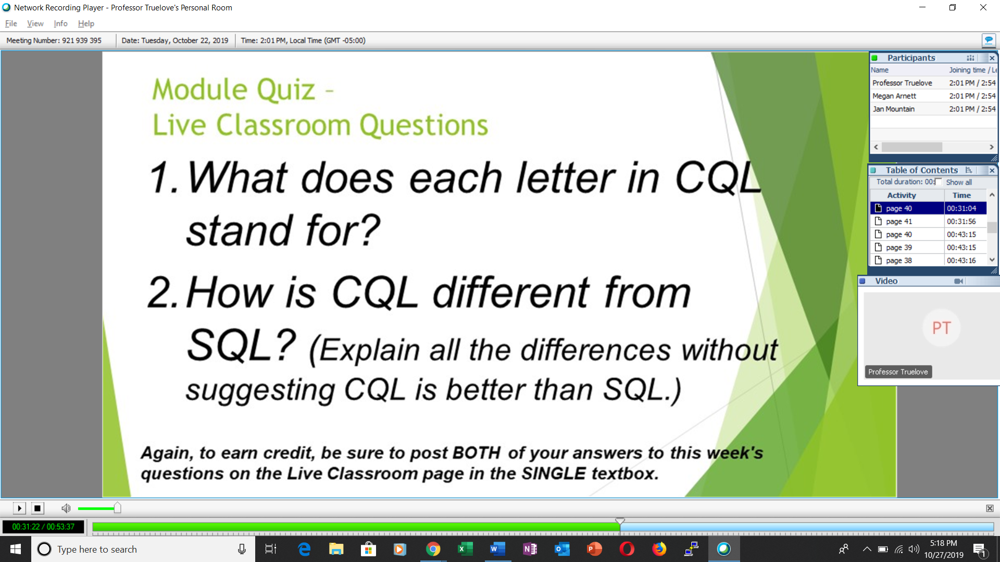 Network Recording Player - Professor Truelove's Personal Room
File View Info Help
Meeting Number: 921 939 395 Date: Tuesday, October 22, 2019 Time: 2:01 PM, Local Time (GMT -05:00)
Module Quiz –
Live Classroom Questions
1. What does each letter in CQL
stand for?
2. How is CQL different from
SQL? (Explain all the differences without
suggesting CQL is better than SQL.)
Again, to earn credit, be sure to post BOTH of your answers to this week's
questions on the Live Classroom page in the SINGLE textbox.
Participants
Name Joining time / Le
Professor Truelove 2:01 PM / 2:54
Megan Arnett 2:01 PM / 2:54
Jan Mountain 2:01 PM / 2:54
Table of Contents
Total duration: 00: Show all
Activity Time
page 40 00:31:04
page 41 00:31:56
page 40 00:43:15
page 39 00:43:15
page 38 00:43:16
Video
PT
Professor Truelove
00:31:22 / 00:53:37
Type here to search
5:18 PM
10/27/2019
1